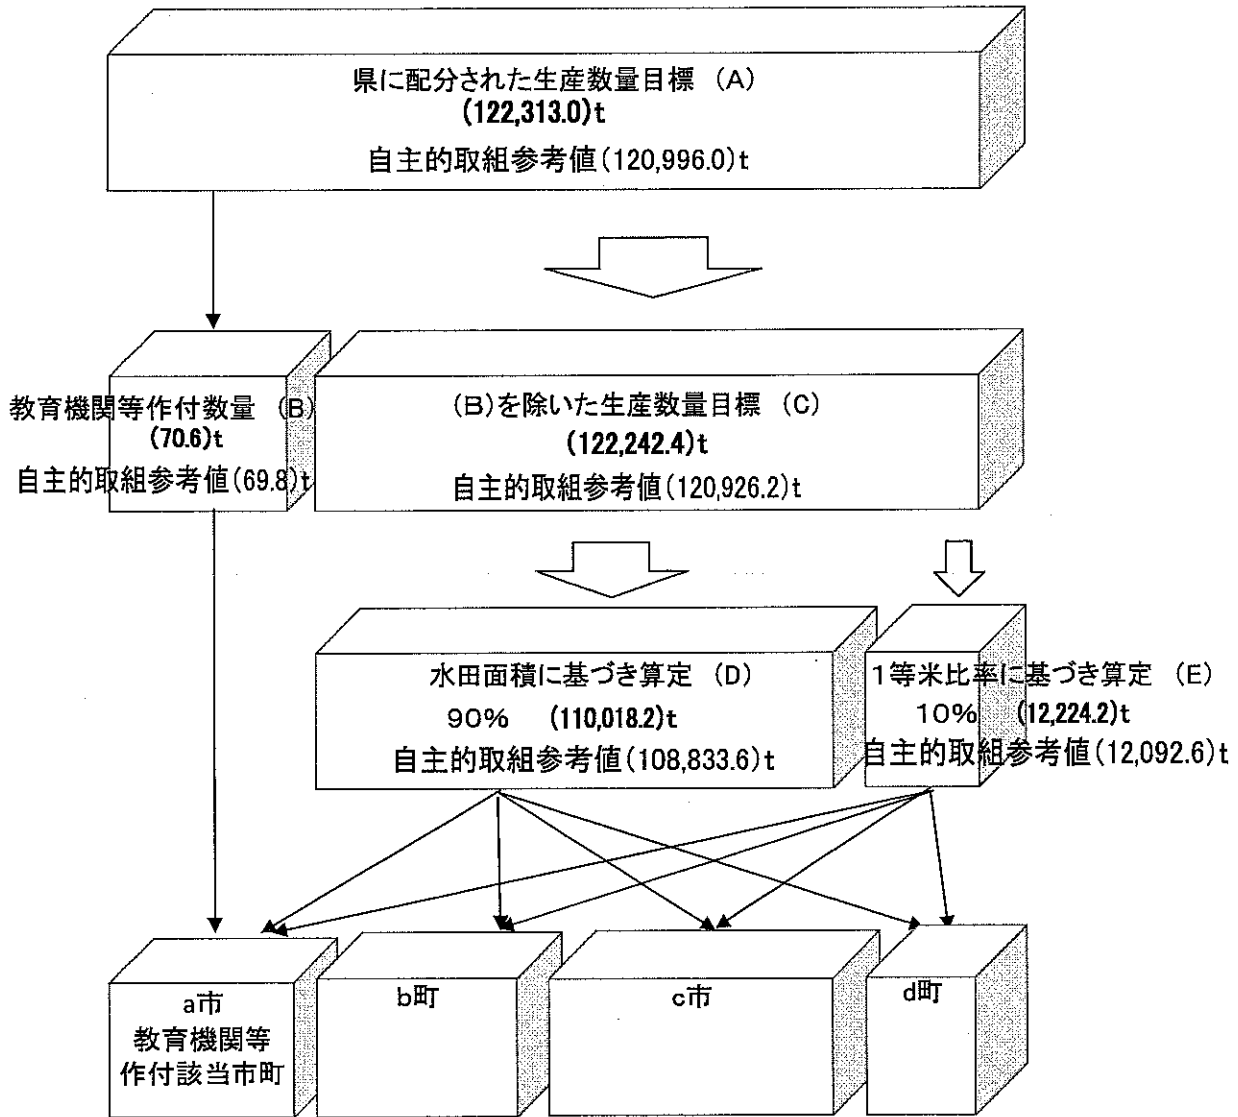 県に配分された生産数量目標 (A)
(122,313.0)t
自主的取組参考値(120,996.0)t
教育機関等作付数量 (B)
(70.6)t
自主的取組参考値(69.8)t
(B)を除いた生産数量目標 (C)
(122,242.4)t
自主的取組参考値(120,926.2)t
水田面積に基づき算定 (D)
90% (110,018.2)t
自主的取組参考値(108,833.6)t
1等米比率に基づき算定 (E)
10% (12,224.2)t
自主的取組参考値(12,092.6)t
a市
教育機関等
作付該当市町
b町
c市
d町